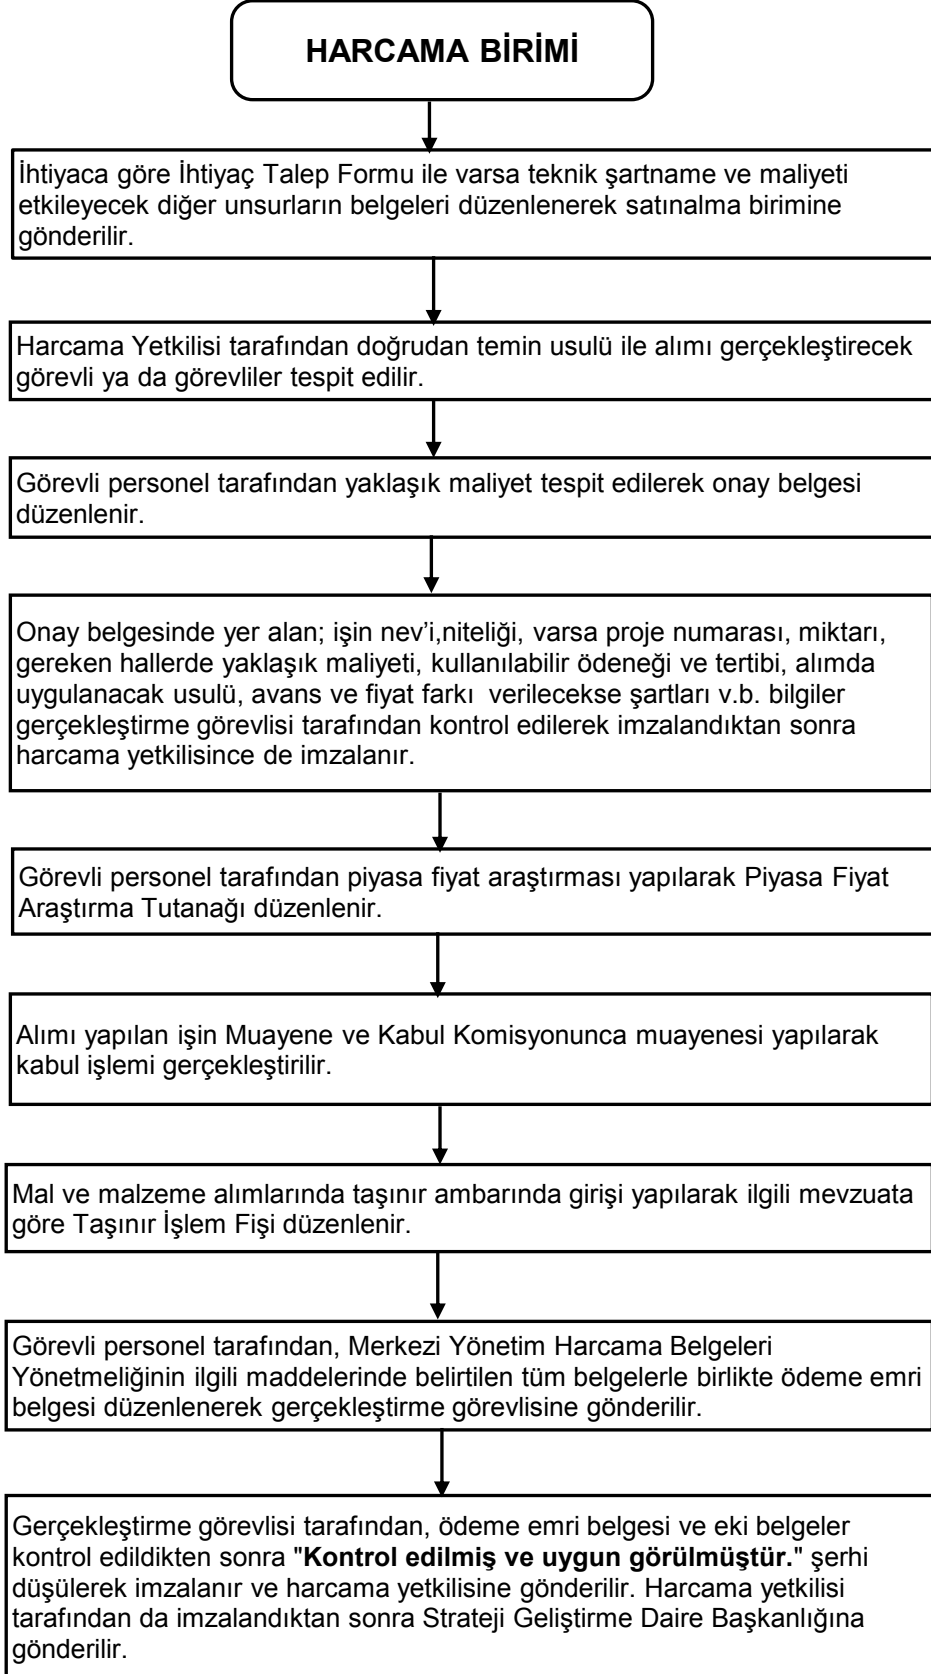 HARCAMA BİRİMİ
İhtiyaca göre İhtiyaç Talep Formu ile varsa teknik şartname ve maliyeti
etkileyecek diğer unsurların belgeleri düzenlenerek satınalma birimine
gönderilir.
Harcama Yetkilisi tarafından doğrudan temin usulü ile alımı gerçekleştirecek
görevli ya da görevliler tespit edilir.
Görevli personel tarafından yaklaşık maliyet tespit edilerek onay belgesi
düzenlenir.
Onay belgesinde yer alan; işin nev’i,niteliği, varsa proje numarası, miktarı,
gereken hallerde yaklaşık maliyeti, kullanılabilir ödeneği ve tertibi, alımda
uygulanacak usulü, avans ve fiyat farkı  verilecekse şartları v.b. bilgiler
gerçekleştirme görevlisi tarafından kontrol edilerek imzalandıktan sonra
harcama yetkilisince de imzalanır.
Görevli personel tarafından piyasa fiyat araştırması yapılarak Piyasa Fiyat
Araştırma Tutanağı düzenlenir.
Alımı yapılan işin Muayene ve Kabul Komisyonunca muayenesi yapılarak
kabul işlemi gerçekleştirilir.
Mal ve malzeme alımlarında taşınır ambarında girişi yapılarak ilgili mevzuata
göre Taşınır İşlem Fişi düzenlenir.
Görevli personel tarafından, Merkezi Yönetim Harcama Belgeleri
Yönetmeliğinin ilgili maddelerinde belirtilen tüm belgelerle birlikte ödeme emri
belgesi düzenlenerek gerçekleştirme görevlisine gönderilir.
Gerçekleştirme görevlisi tarafından, ödeme emri belgesi ve eki belgeler
kontrol edildikten sonra "Kontrol edilmiş ve uygun görülmüştür." şerhi
düşülerek imzalanır ve harcama yetkilisine gönderilir. Harcama yetkilisi
tarafından da imzalandıktan sonra Strateji Geliştirme Daire Başkanlığına
gönderilir.